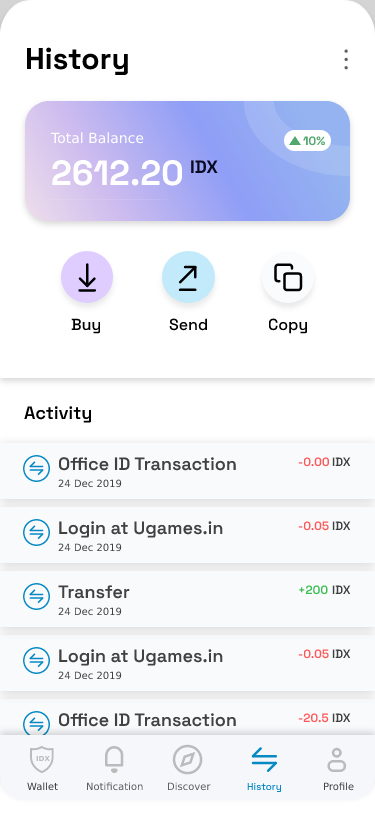 History
Total Balance
10%
2612.20 IDX
Buy
Send
Copy
Activity
Office ID Transaction
-0.00 IDX
24 Dec 2019
Login at Ugames.in
-0.05 IDX
24 Dec 2019
Transfer
+200 IDX
24 Dec 2019
Login at Ugames.in
-0.05 IDX
24 Dec 2019
Office ID Transaction
-20.5 IDX
IDX
Wallet
Notification
Discover
History
Profile